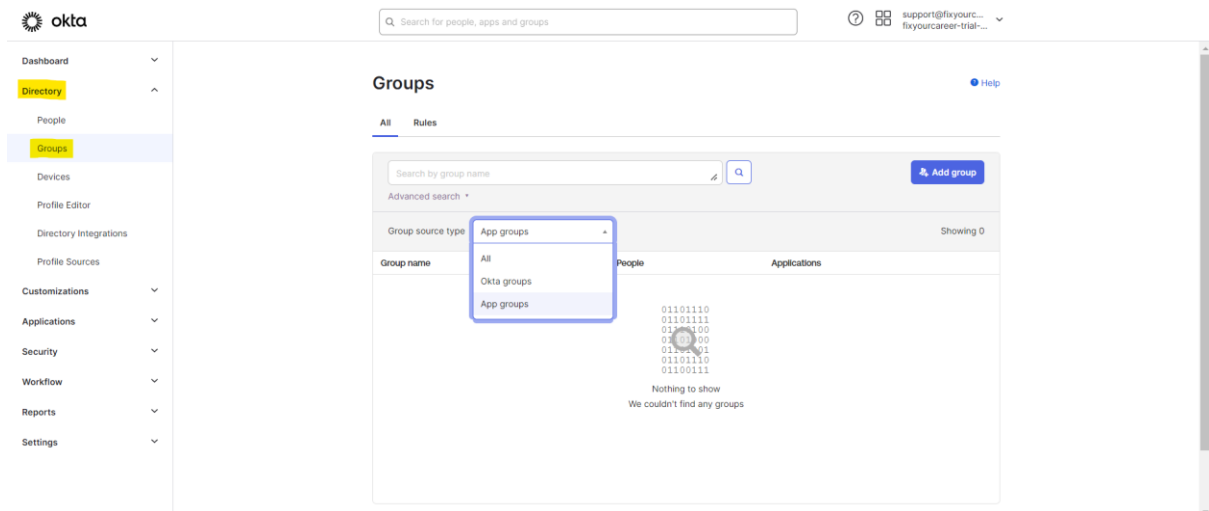 okta
Search for people, apps and groups
support@fixyourc...
fixyourcareer-trial-...
Dashboard
Directory
People
Groups
Devices
Profile Editor
Directory Integrations
Profile Sources
Customizations
Applications
Security
Workflow
Reports
Settings
Groups
Help
All Rules
Search by group name
Add group
Advanced search
Group source type App groups Showing 0
All
Okta groups
App groups
Group name People Applications
01101110
01101111
01110100
01101001
01101110
01100111
Nothing to show
We couldn't find any groups